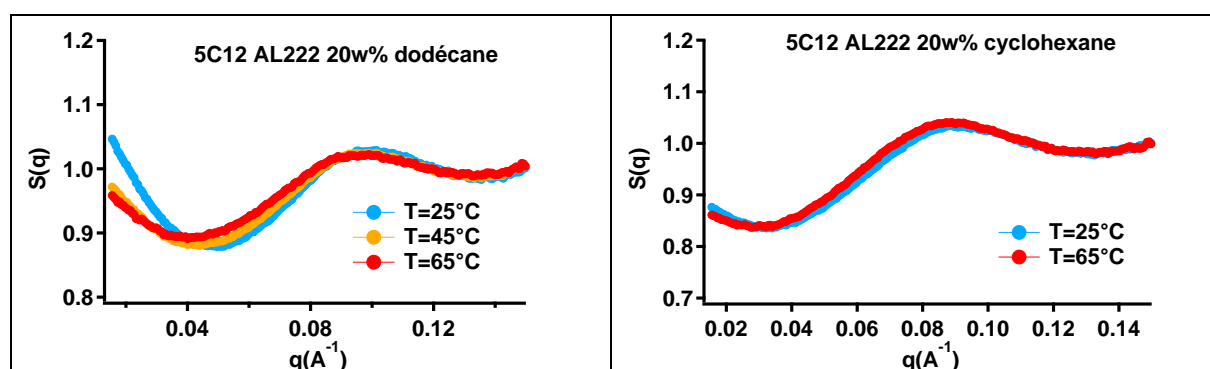 5C12 AL222 20w% dodécane
1.2
1.1
1.0
0.9
0.8
S(q)
T=25°C
T=45°C
T=65°C
0.04
0.08
0.12
q(A⁻¹)
5C12 AL222 20w% cyclohexane
1.2
1.1
1.0
0.9
0.8
0.7
S(q)
T=25°C
T=65°C
0.02
0.04
0.06
0.08
0.10
0.12
0.14
q(A⁻¹)